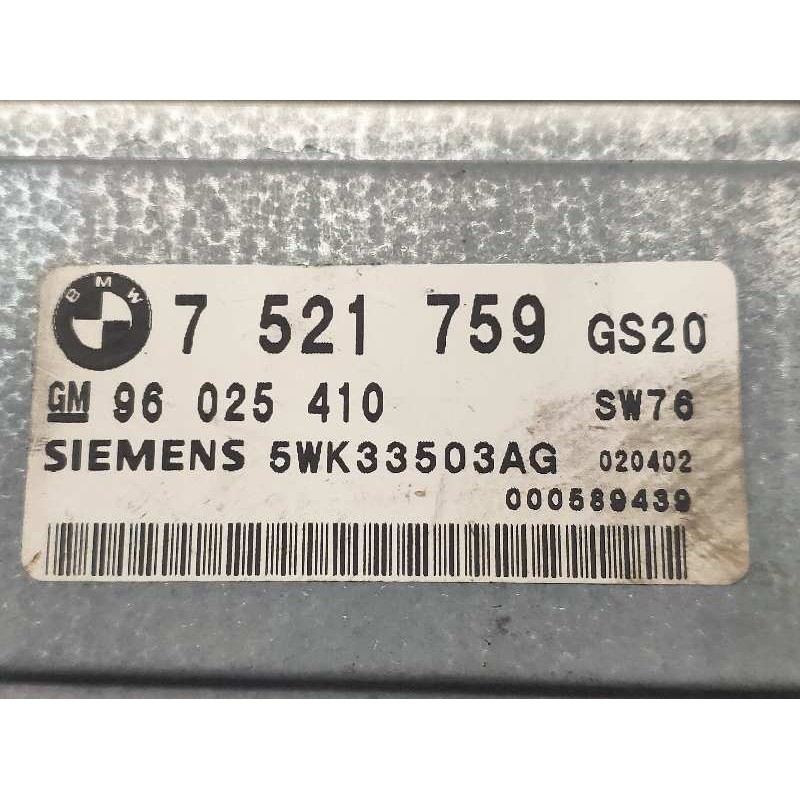 BMW 7 521 759 GS20
GM 96 025 410 SW76
SIEMENS 5WK33503AG 020402
000589439